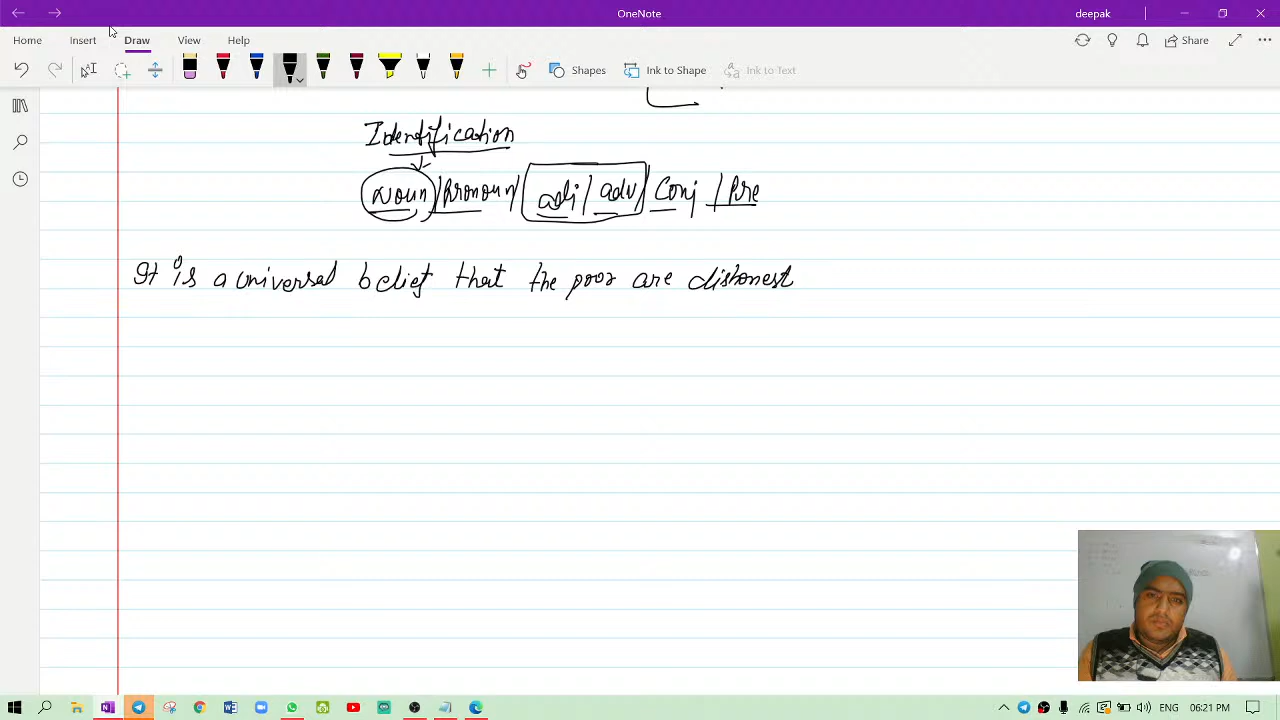 OneNote
deepak
Home Insert Draw View Help Share
Shapes Ink to Shape Ink to Text
Identification
Noun/Pronoun/adj/adv/Conj/Pre
It is a universal belief that the poor are dishonest
ENG 06:21 PM